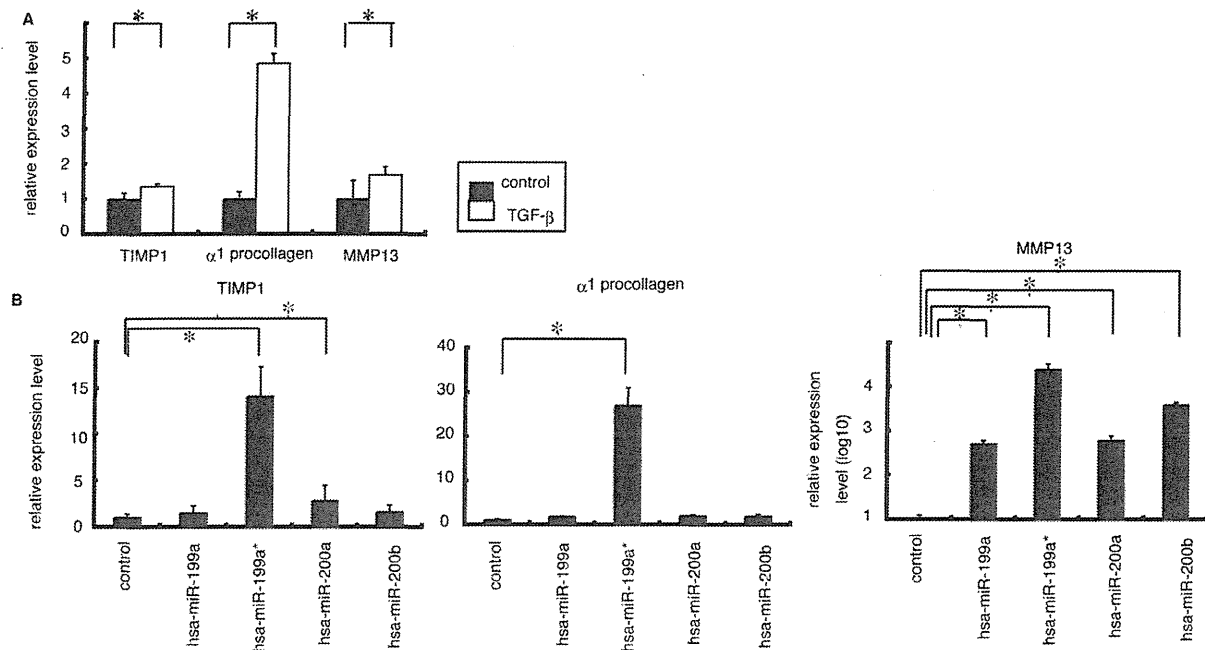 A
*
*
*
relative expression level
5
4
3
2
1
0
TIMP1
α1 procollagen
MMP13
control
TGF-β
B
TIMP1
*
*
relative expression level
20
15
10
5
0
control
hsa-miR-199a
hsa-miR-199a*
hsa-miR-200a
hsa-miR-200b
α1 procollagen
*
40
30
20
10
0
control
hsa-miR-199a
hsa-miR-199a*
hsa-miR-200a
hsa-miR-200b
MMP13
*
*
*
*
relative expression
level (log10)
4
3
2
1
control
hsa-miR-199a
hsa-miR-199a*
hsa-miR-200a
hsa-miR-200b